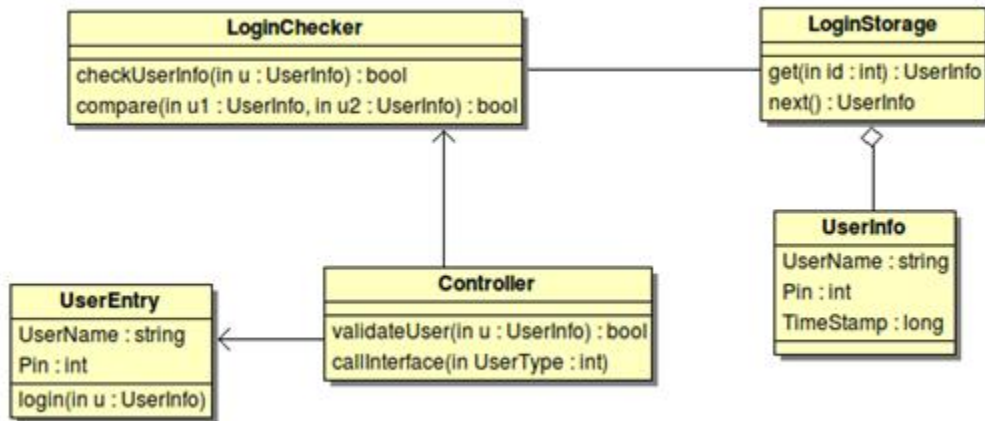 LoginChecker
checkUserInfo(in u : UserInfo) : bool
compare(in u1 : UserInfo, in u2 : UserInfo) : bool
LoginStorage
get(in id : int) : UserInfo
next() : UserInfo
UserInfo
UserName : string
Pin : int
TimeStamp : long
Controller
validateUser(in u : UserInfo) : bool
callInterface(in UserType : int)
UserEntry
UserName : string
Pin : int
login(in u : UserInfo)